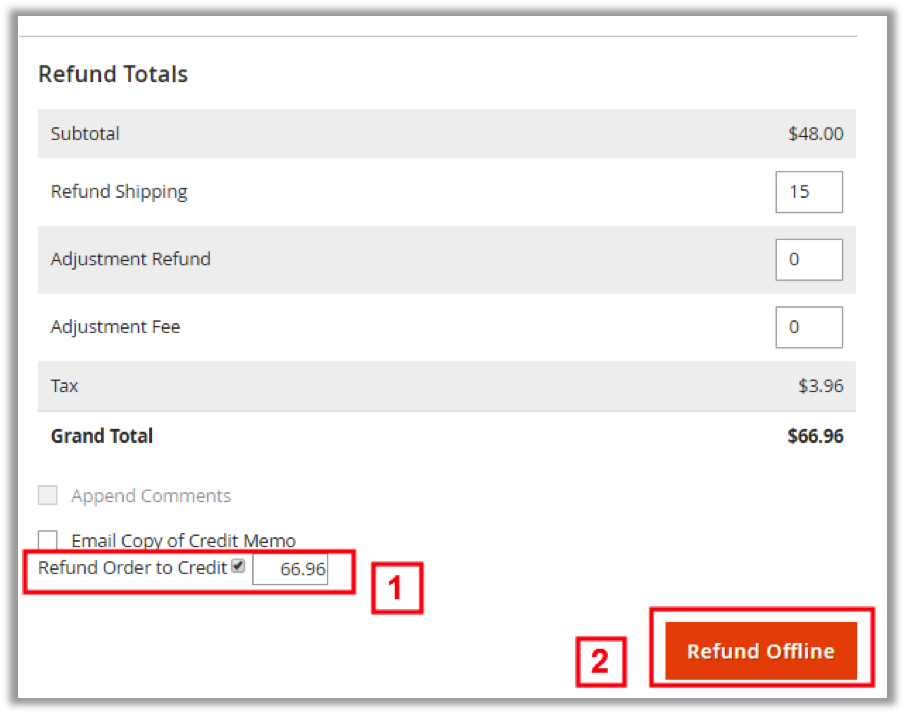 Refund Totals
Subtotal $48.00
Refund Shipping 15
Adjustment Refund 0
Adjustment Fee 0
Tax $3.96
Grand Total $66.96
Append Comments
Email Copy of Credit Memo
Refund Order to Credit 66.96
1
2 Refund Offline